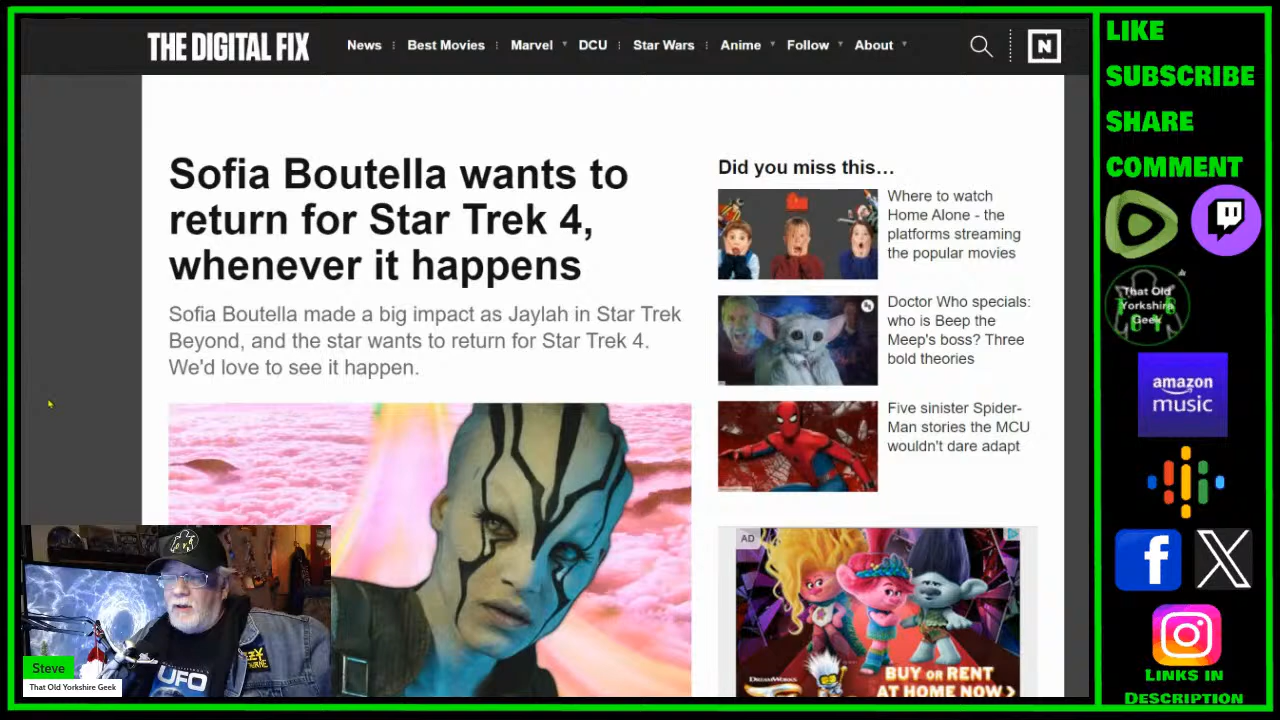 THE DIGITAL FIX
News
Best Movies
Marvel
DCU
Star Wars
Anime
Follow
About
N
Sofia Boutella wants to
return for Star Trek 4,
whenever it happens
Sofia Boutella made a big impact as Jaylah in Star Trek
Beyond, and the star wants to return for Star Trek 4.
We'd love to see it happen.
Did you miss this…
Where to watch
Home Alone - the
platforms streaming
the popular movies
Doctor Who specials:
who is Beep the
Meep's boss? Three
bold theories
Five sinister Spider-
Man stories the MCU
wouldn't dare adapt
AD
DREAMWORKS
BUY OR RENT
AT HOME NOW >
UFO
Steve
That Old Yorkshire Geek
LIKE
SUBSCRIBE
SHARE
COMMENT
That Old
Yorkshire
Geek
amazon
music
f
X
LINKS IN
DESCRIPTION